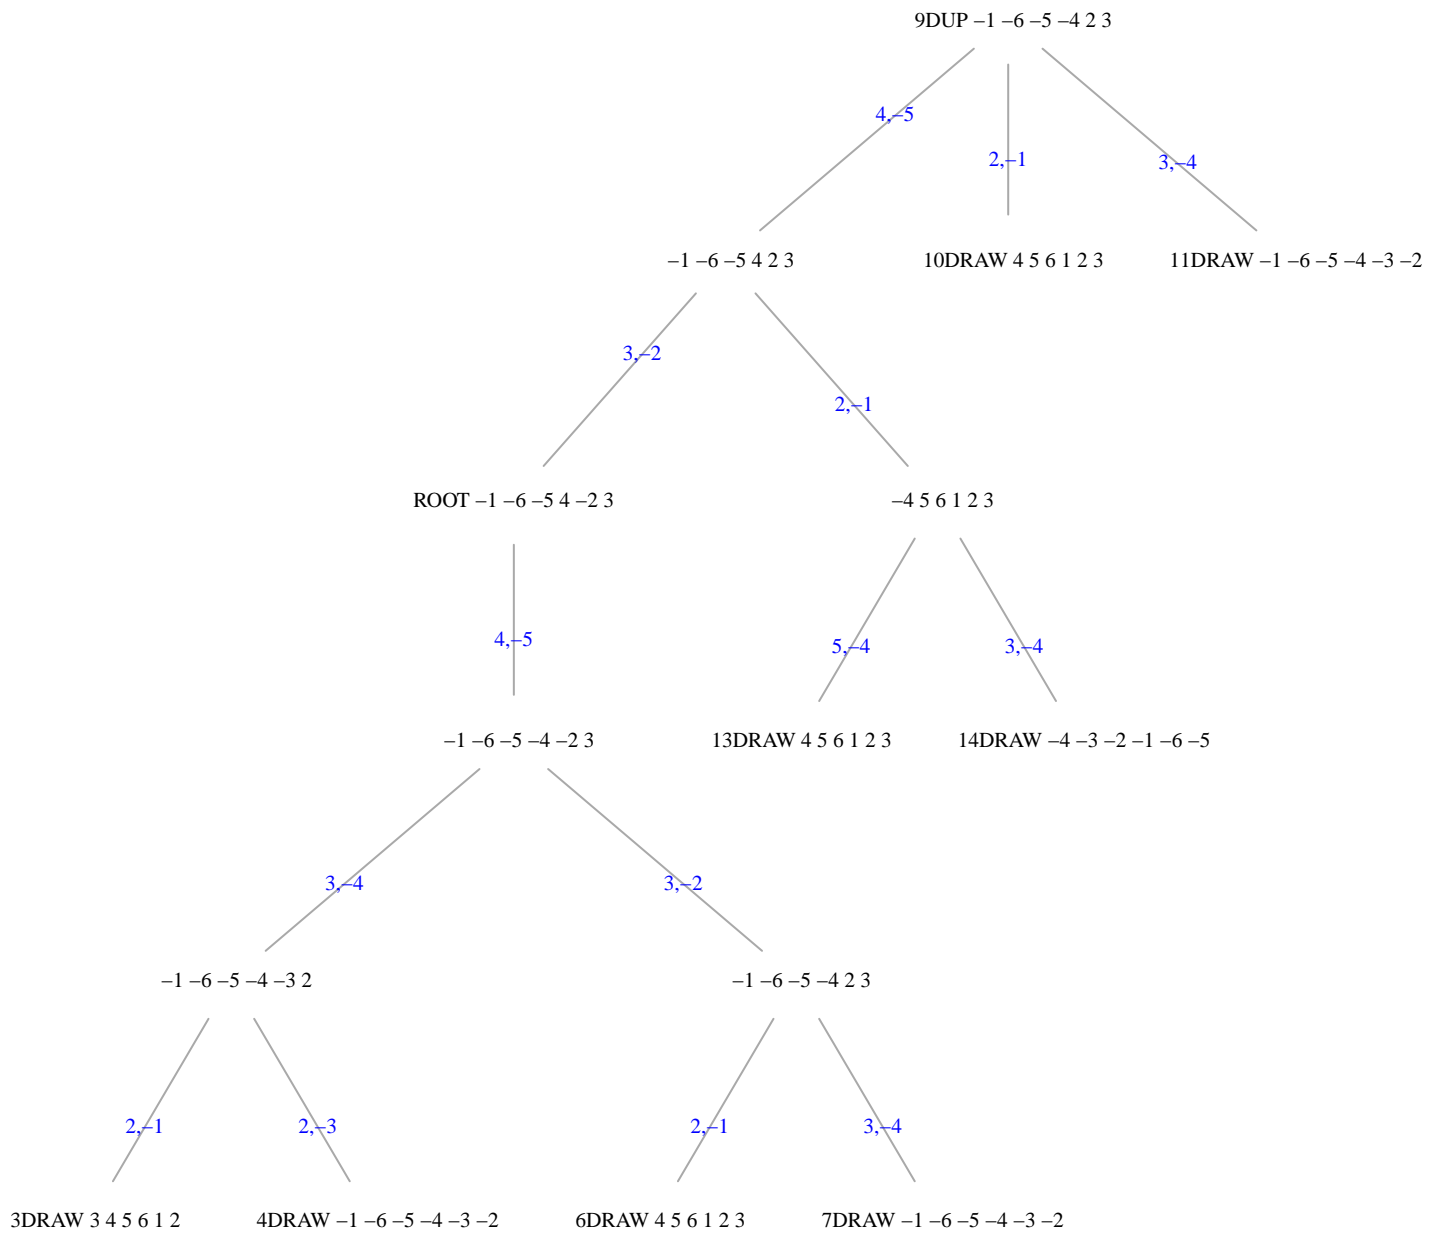 9DUP –1 –6 –5 –4 2 3
4,–5
2,–1
3,–4
–1 –6 –5 4 2 3
10DRAW 4 5 6 1 2 3
11DRAW –1 –6 –5 –4 –3 –2
3,–2
2,–1
ROOT –1 –6 –5 4 –2 3
–4 5 6 1 2 3
4,–5
5,–4
3,–4
–1 –6 –5 –4 –2 3
13DRAW 4 5 6 1 2 3
14DRAW –4 –3 –2 –1 –6 –5
3,–4
3,–2
–1 –6 –5 –4 –3 2
–1 –6 –5 –4 2 3
2,–1
2,–3
2,–1
3,–4
3DRAW 3 4 5 6 1 2
4DRAW –1 –6 –5 –4 –3 –2
6DRAW 4 5 6 1 2 3
7DRAW –1 –6 –5 –4 –3 –2